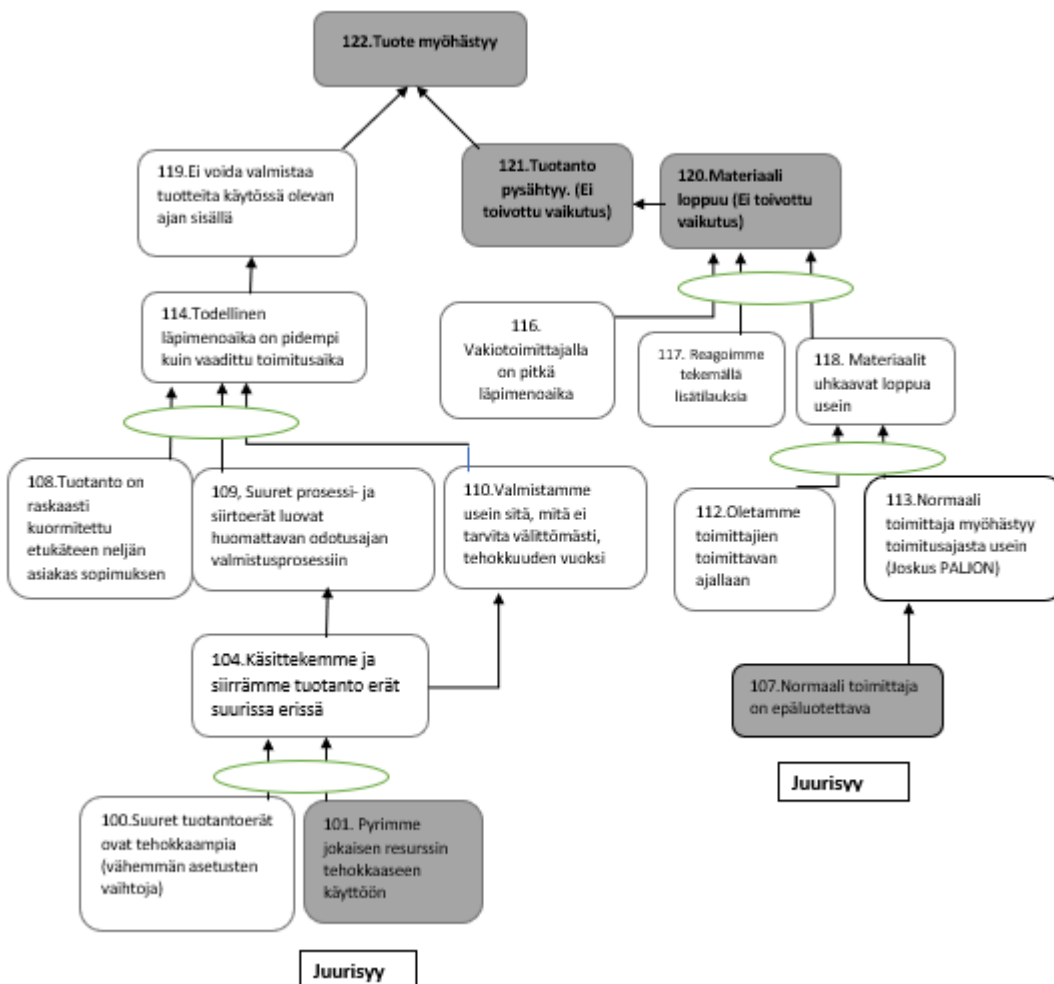 122.Tuote myöhästyy
119.Ei voida valmistaa
tuotteita käytössä olevan
ajan sisällä
121.Tuotanto
pysähtyy. (Ei
toivottu vaikutus)
120.Materiaali
loppuu (Ei toivottu
vaikutus)
114.Todellinen
läpimenoaika on pidempi
kuin vaadittu toimitusaika
116.
Vakiotoimittajalla
on pitkä
läpimenoaika
117. Reagoimme
tekemällä
lisätilauksia
118. Materiaalit
uhkaavat loppua
usein
108.Tuotanto on
raskaasti
kuormitettu
etukäteen neljän
asiakas sopimuksen
109, Suuret prosessi- ja
siirtoerät luovat
huomattavan odotusajan
valmistusprosessiin
110.Valmistamme
usein sitä, mitä ei
tarvita välittömästi,
tehokkuuden vuoksi
112.Oletamme
toimittajien
toimittavan
ajallaan
113.Normaali
toimittaja myöhästyy
toimitusajasta usein
(Joskus PALJON)
104.Käsittekemme ja
siirrämme tuotanto erät
suurissa erissä
107.Normaali toimittaja
on epäluotettava
Juurisyy
100.Suuret tuotantoerät
ovat tehokkaampia
(vähemmän asetusten
vaihtoja)
101. Pyrimme
jokaisen resurssin
tehokkaaseen
käyttöön
Juurisyy